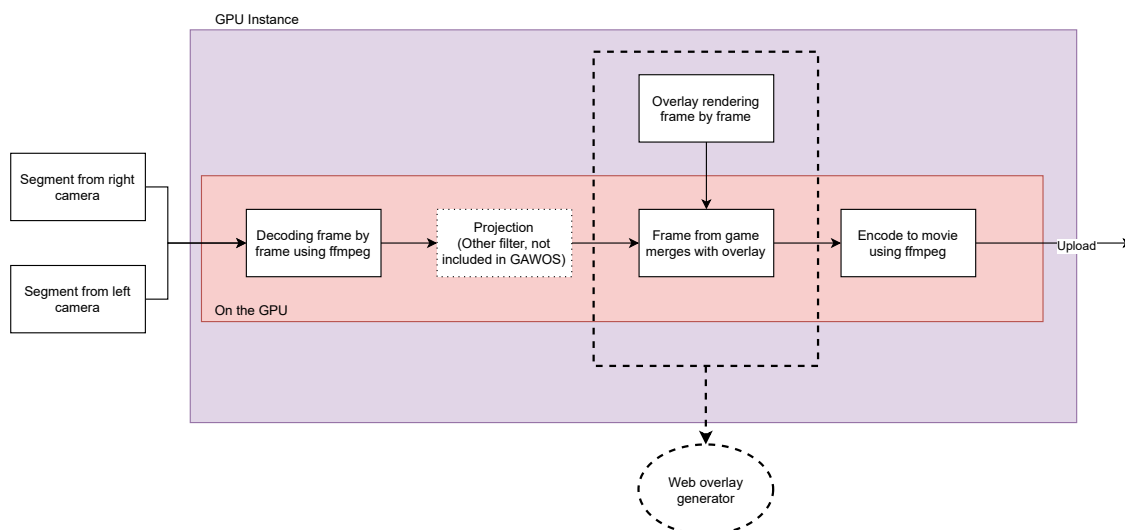 GPU Instance
Overlay rendering
frame by frame
Segment from right
camera
Decoding frame by
frame using ffmpeg
Projection
(Other filter, not
included in GAWOS)
Frame from game
merges with overlay
Encode to movie
using ffmpeg
Upload
Segment from left
camera
On the GPU
Web overlay
generator